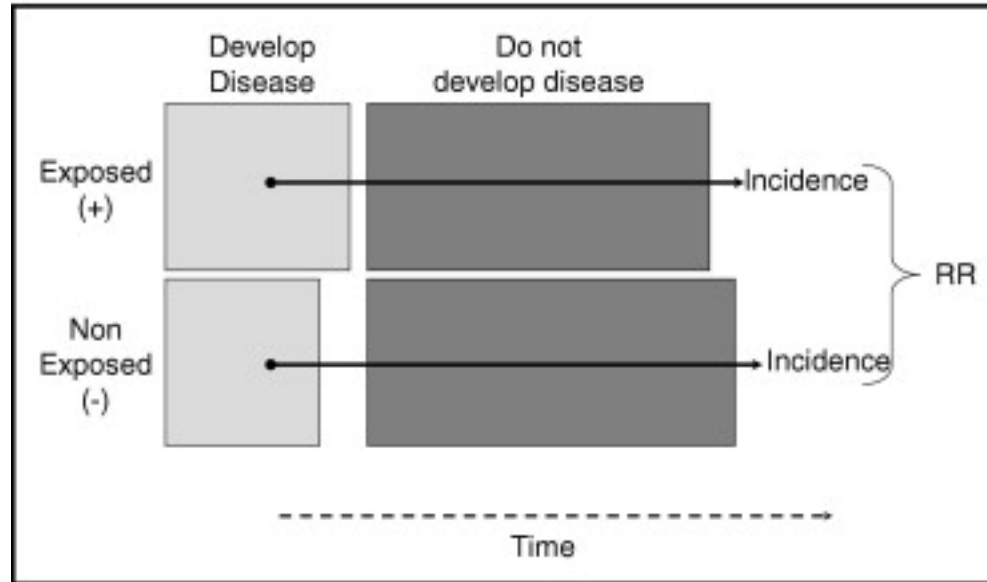 Develop
Disease
Do not
develop disease
Exposed
(+)
Incidence
RR
Non
Exposed
(-)
Incidence
Time